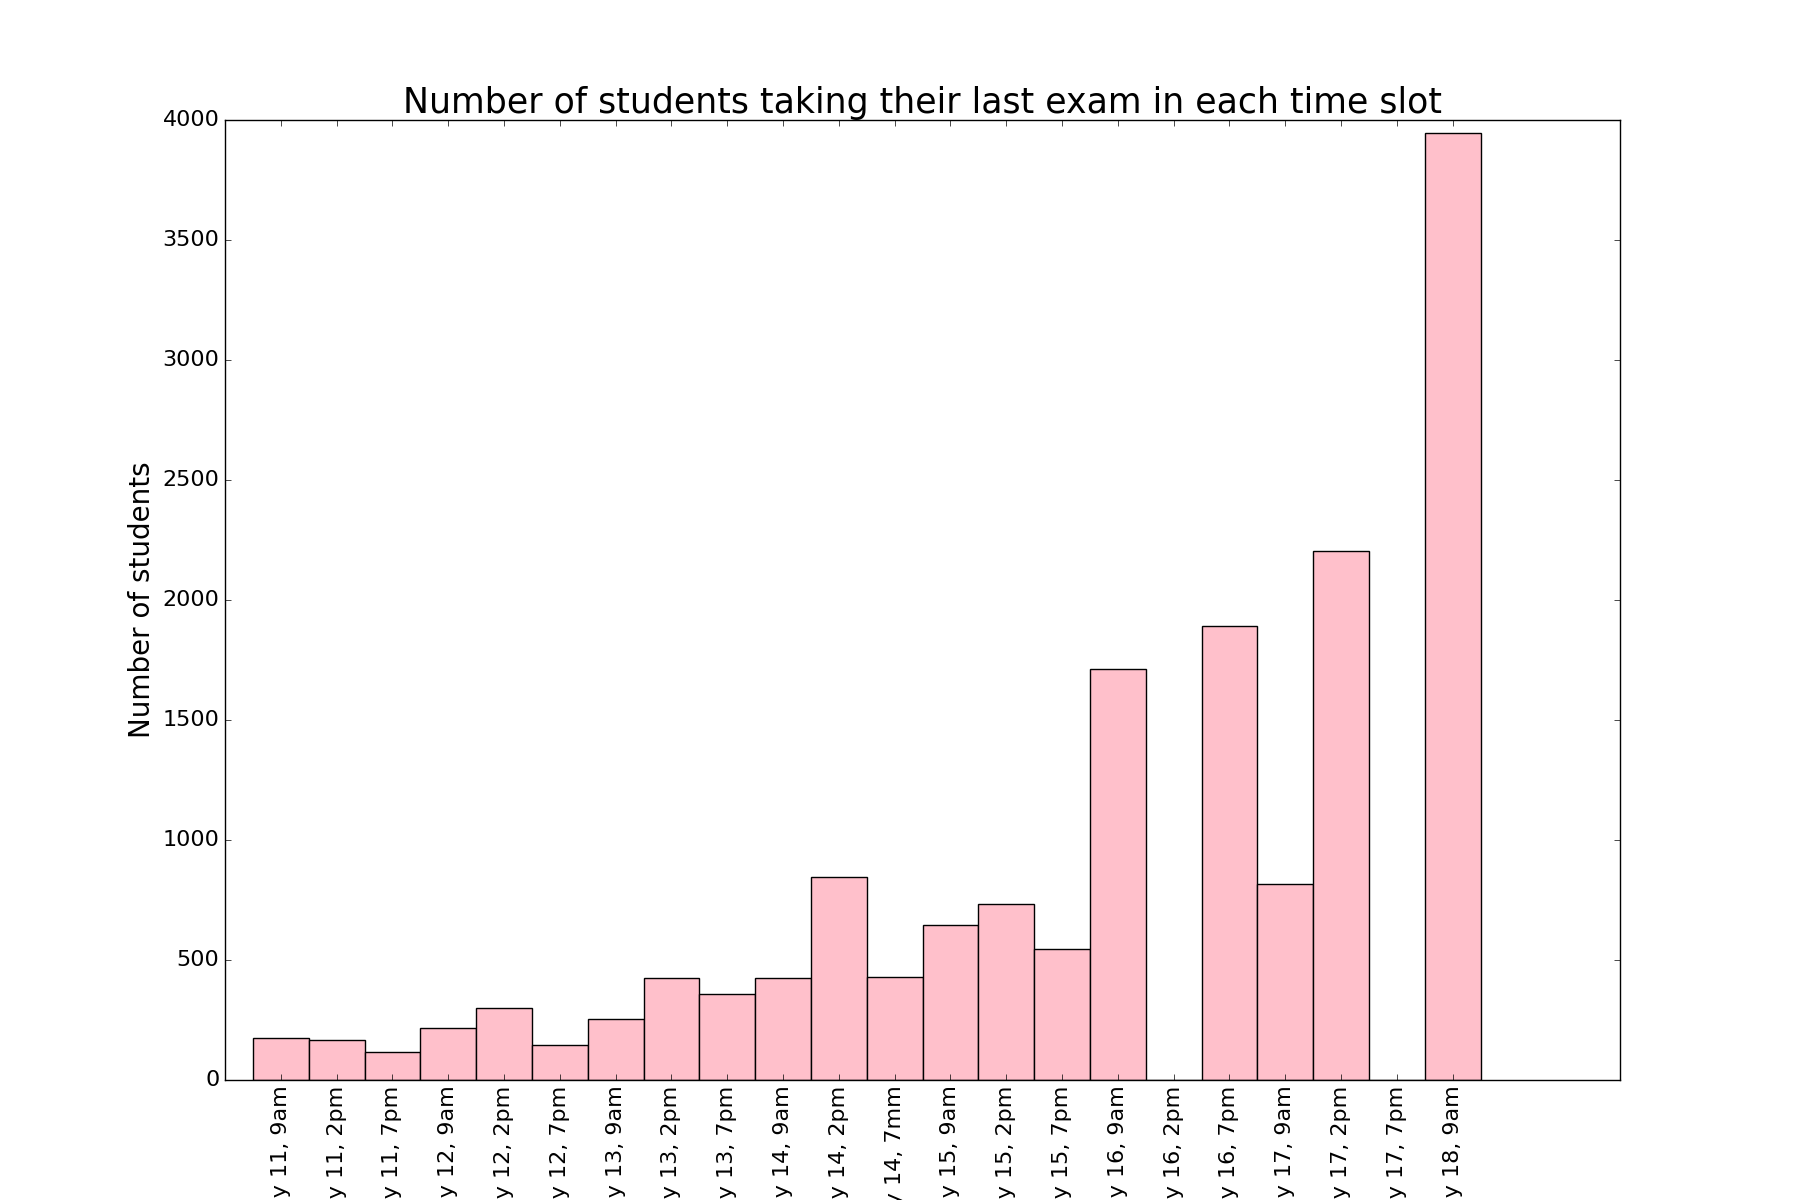 Number of students taking their last exam in each time slot
4000
3500
3000
2500
2000
1500
1000
500
0
Number of students
y 11, 9am
y 11, 2pm
y 11, 7pm
y 12, 9am
y 12, 2pm
y 12, 7pm
y 13, 9am
y 13, 2pm
y 13, 7pm
y 14, 9am
y 14, 2pm
y 14, 7mm
y 15, 9am
y 15, 2pm
y 15, 7pm
y 16, 9am
y 16, 2pm
y 16, 7pm
y 17, 9am
y 17, 2pm
y 17, 7pm
y 18, 9am